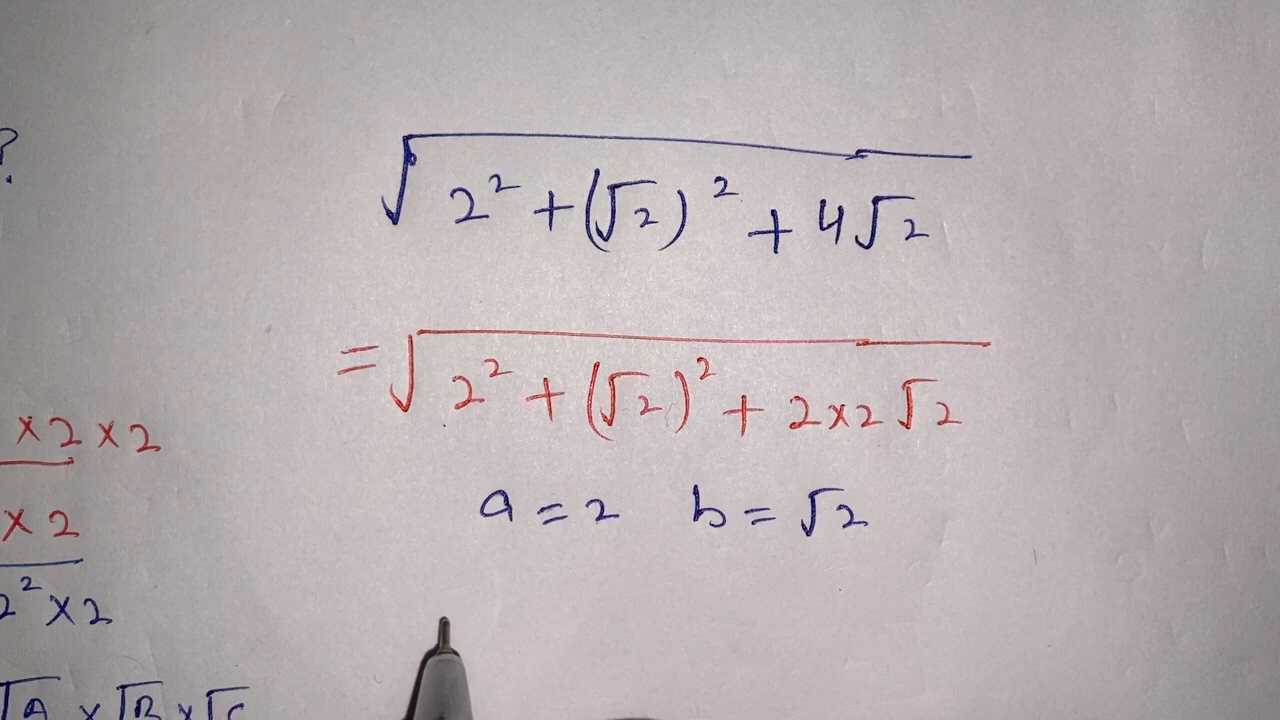 ?
√(2² + (√2)² + 4√2)
= √(2² + (√2)² + 2×2√2)
×2×2
a = 2 b = √2
×2
2²×2
√A × √B × √C